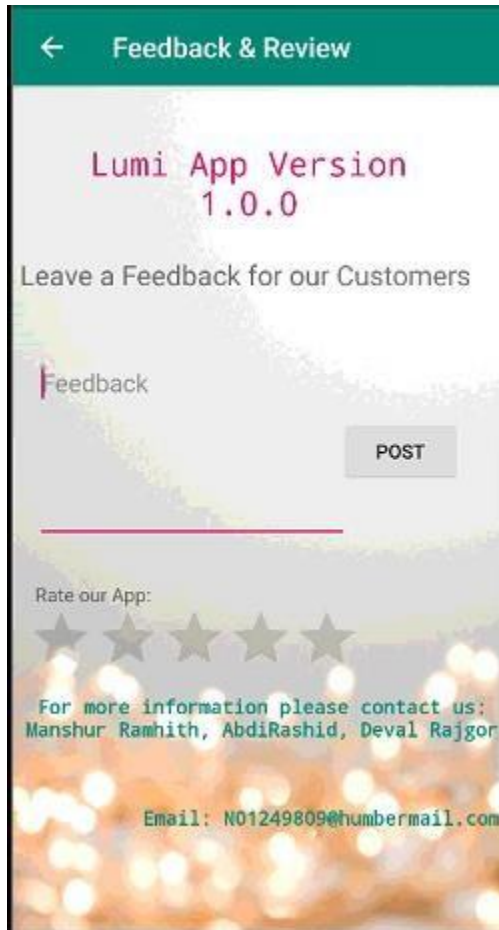 Feedback & Review
Lumi App Version
1.0.0
Leave a Feedback for our Customers
Feedback
POST
Rate our App:
For more information please contact us:
Manshur Ramhith, AbdiRashid, Deval Rajgor
Email: N01249809@humbermail.com